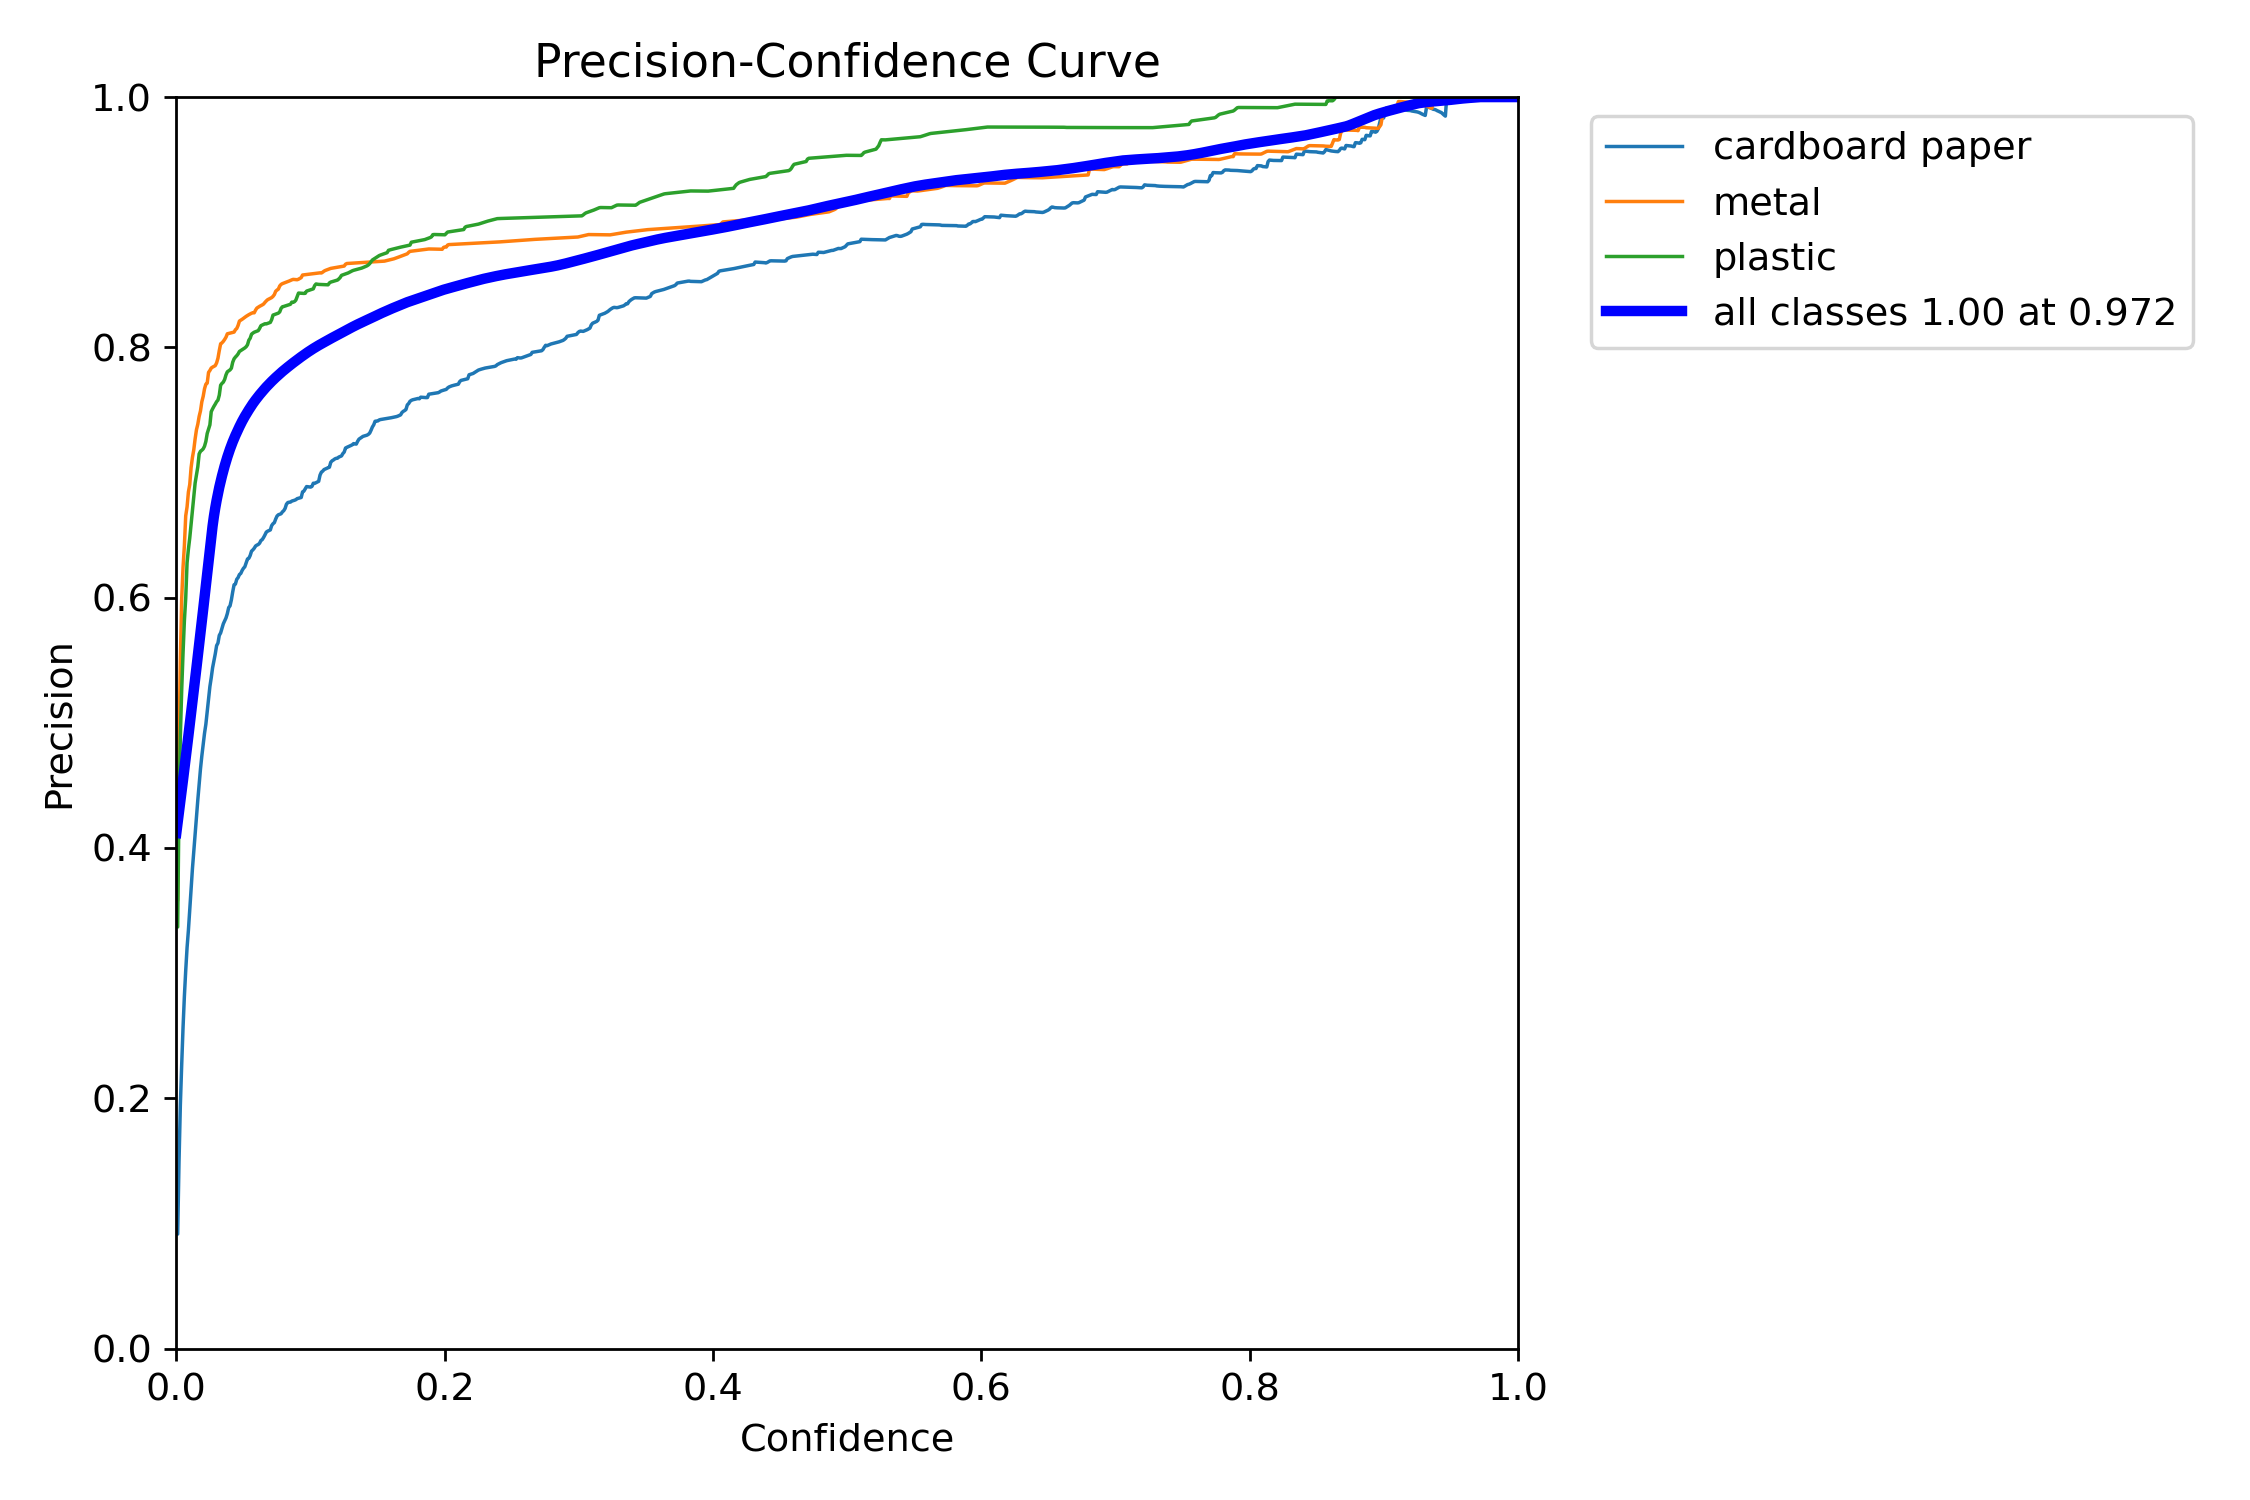 Precision-Confidence Curve
1.0
0.8
0.6
0.4
0.2
0.0
Precision
0.0 0.2 0.4 0.6 0.8 1.0
Confidence
cardboard paper
metal
plastic
all classes 1.00 at 0.972